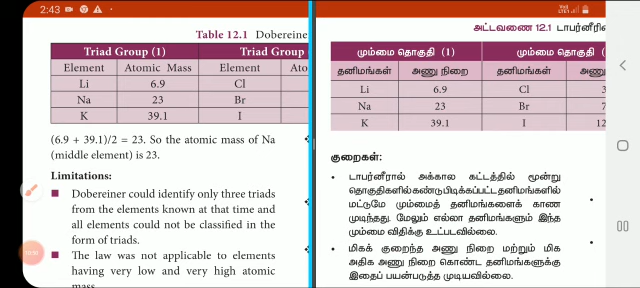 2:43
Table 12.1 Dobereine
Triad Group (1) Triad Group
Element Atomic Mass Element Ato
Li 6.9 Cl
Na 23 Br
K 39.1 I
(6.9 + 39.1)/2 = 23. So the atomic mass of Na
(middle element) is 23.
Limitations:
Dobereiner could identify only three triads
from the elements known at that time and
all elements could not be classified in the
form of triads.
The law was not applicable to elements
having very low and very high atomic
mass.
அட்டவணை 12.1 டாபர்னீரின்
மும்மை தொகுதி (1) மும்மை தொகுதி (
தனிமங்கள் அணு நிறை தனிமங்கள் அணு
Li 6.9 Cl 3
Na 23 Br 7
K 39.1 I 12
குறைகள்:
• டாபர்னீரால் அக்கால கட்டத்தில் மூன்று
தொகுதிகளில்கண்டுபிடிக்கப்பட்டதனிமங்களில்
மட்டுமே மும்மைத் தனிமங்களைக் காண
முடிந்தது. மேலும் எல்லா தனிமங்களும் இந்த
மும்மை விதிக்கு உட்படவில்லை.
• மிகக் குறைந்த அணு நிறை மற்றும் மிக
அதிக அணு நிறை கொண்ட தனிமங்களுக்கு
இதைப் பயன்படுத்த முடியவில்லை.